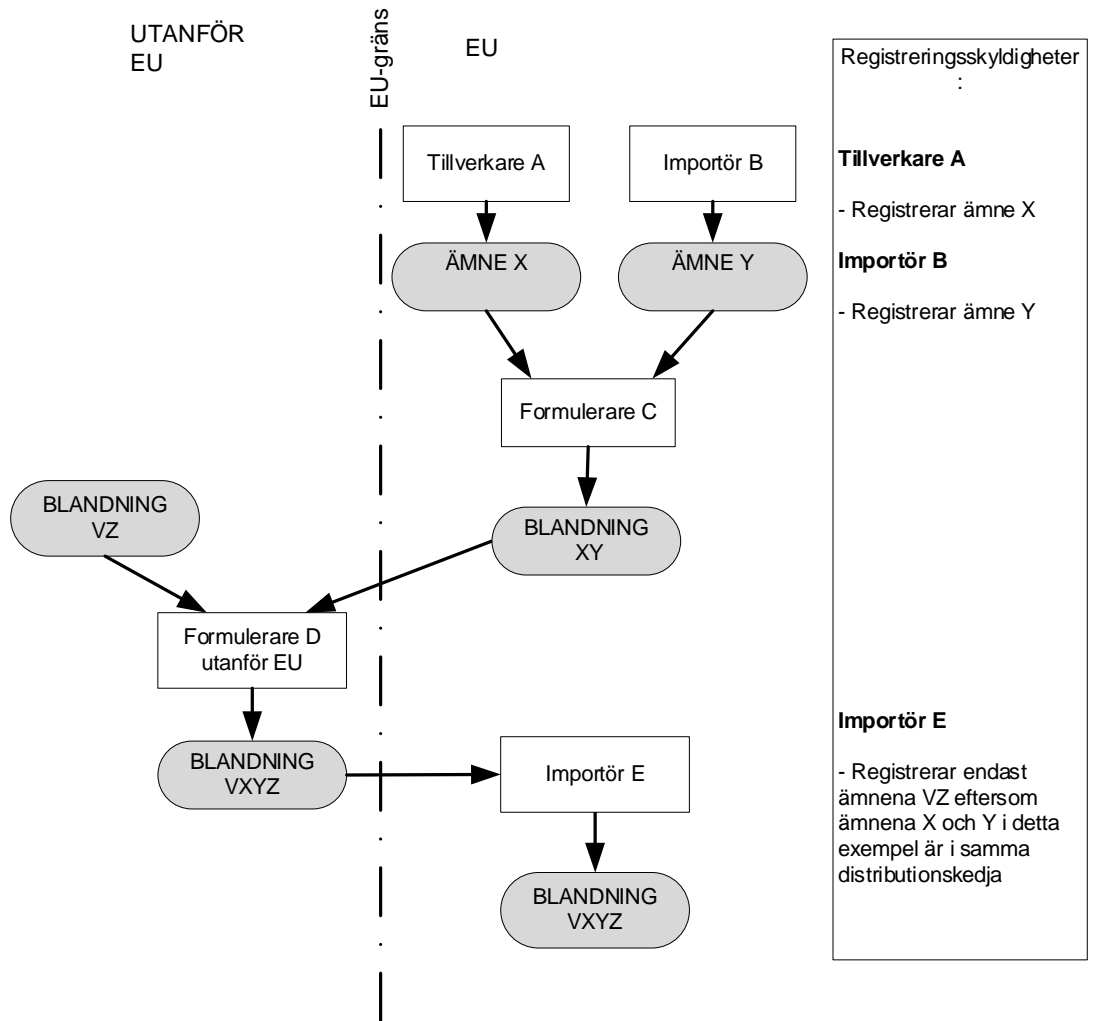 UTANFÖR
EU
EU-gräns
EU
Tillverkare A
Importör B
ÄMNE X
ÄMNE Y
Formulerare C
BLANDNING
VZ
BLANDNING
XY
Formulerare D
utanför EU
BLANDNING
VXYZ
Importör E
BLANDNING
VXYZ
Registreringsskyldigheter
:
Tillverkare A
- Registrerar ämne X
Importör B
- Registrerar ämne Y
Importör E
- Registrerar endast
ämnena VZ eftersom
ämnena X och Y i detta
exempel är i samma
distributionskedja